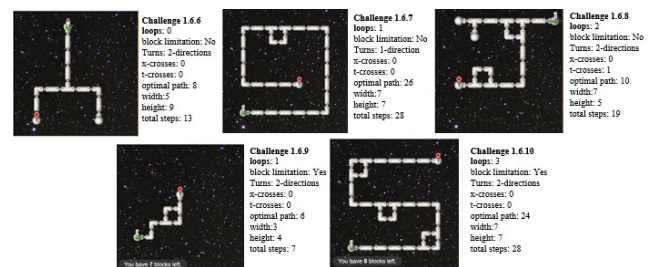 Challenge 1.6.6
loops: 0
block limitation: No
Turns: 2-directions
x-crosses: 0
t-crosses: 0
optimal path: 8
width:5
height: 9
total steps: 13
Challenge 1.6.7
loops: 1
block limitation: No
Turns: 1-direction
x-crosses: 0
t-crosses: 0
optimal path: 26
width:7
height: 7
total steps: 28
Challenge 1.6.8
loops: 2
block limitation: No
Turns: 2-directions
x-crosses: 0
t-crosses: 1
optimal path: 10
width:7
height: 5
total steps: 19
Challenge 1.6.9
loops: 1
block limitation: Yes
Turns: 2-directions
x-crosses: 0
t-crosses: 0
optimal path: 6
width:3
height: 4
total steps: 7
You have 7 blocks left.
Challenge 1.6.10
loops: 3
block limitation: Yes
Turns: 2-directions
x-crosses: 0
t-crosses: 0
optimal path: 24
width:7
height: 7
total steps: 28
You have 8 blocks left.